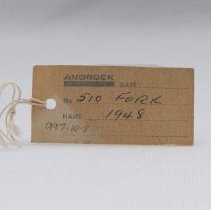 ANDROCK
DATE
No. 510 FORK
NAME 1948
997.10.8